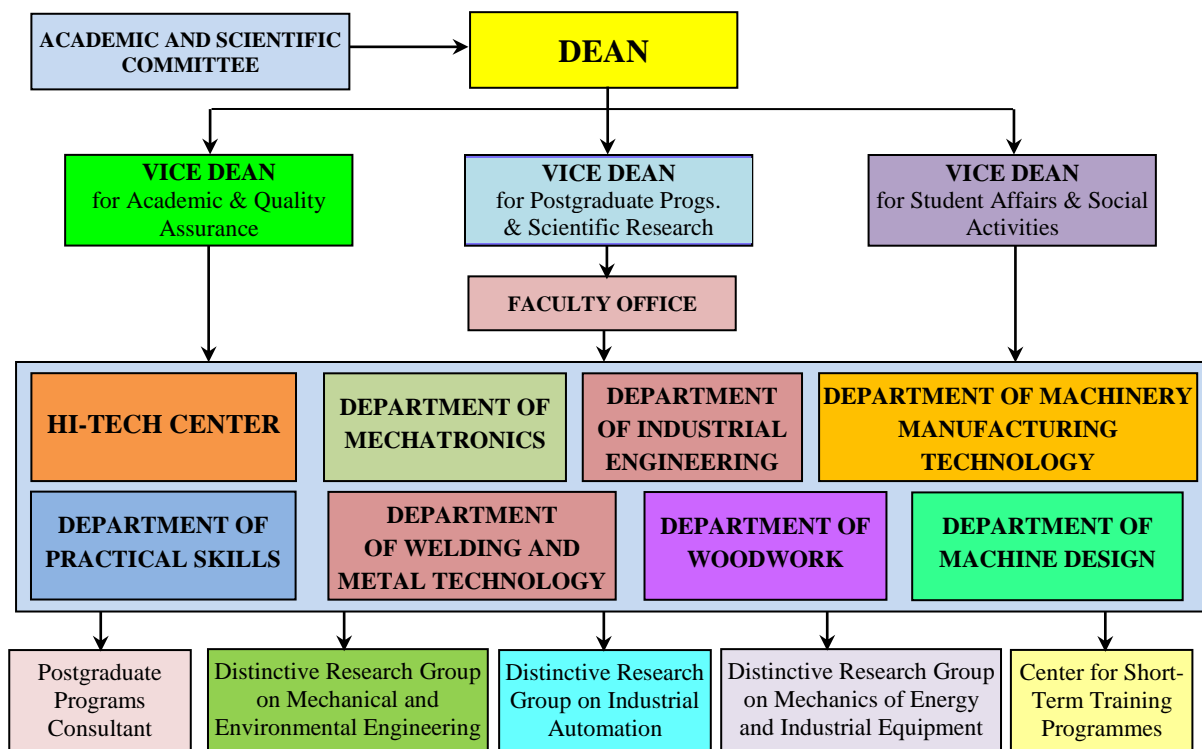 ACADEMIC AND SCIENTIFIC
COMMITTEE
DEAN
VICE DEAN
for Academic & Quality
Assurance
VICE DEAN
for Postgraduate Progs.
& Scientific Research
VICE DEAN
for Student Affairs & Social
Activities
FACULTY OFFICE
HI-TECH CENTER
DEPARTMENT OF
MECHATRONICS
DEPARTMENT
OF INDUSTRIAL
ENGINEERING
DEPARTMENT OF MACHINERY
MANUFACTURING
TECHNOLOGY
DEPARTMENT OF
PRACTICAL SKILLS
DEPARTMENT
OF WELDING AND
METAL TECHNOLOGY
DEPARTMENT OF
WOODWORK
DEPARTMENT OF
MACHINE DESIGN
Postgraduate
Programs
Consultant
Distinctive Research Group
on Mechanical and
Environmental Engineering
Distinctive Research
Group on Industrial
Automation
Distinctive Research Group
on Mechanics of Energy
and Industrial Equipment
Center for Short-
Term Training
Programmes